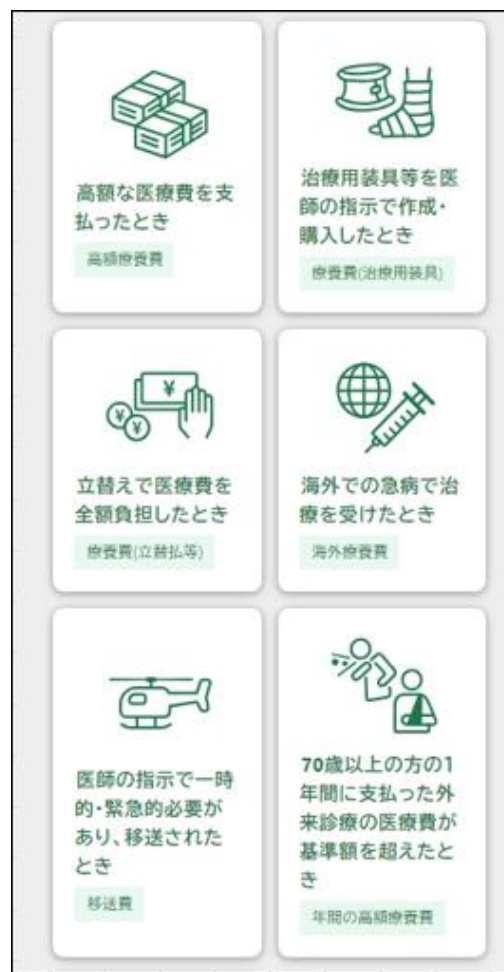 高額な医療費を支
払ったとき
高額療養費
治療用装具等を医
師の指示で作成・
購入したとき
療養費(治療用装具)
¥
¥
¥
立替えで医療費を
全額負担したとき
療養費(立替払等)
海外での急病で治
療を受けたとき
海外療養費
医師の指示で一時
的・緊急的必要が
あり、移送された
とき
移送費
70歳以上の方の1
年間に支払った外
来診療の医療費が
基準額を超えたと
き
年間の高額療養費